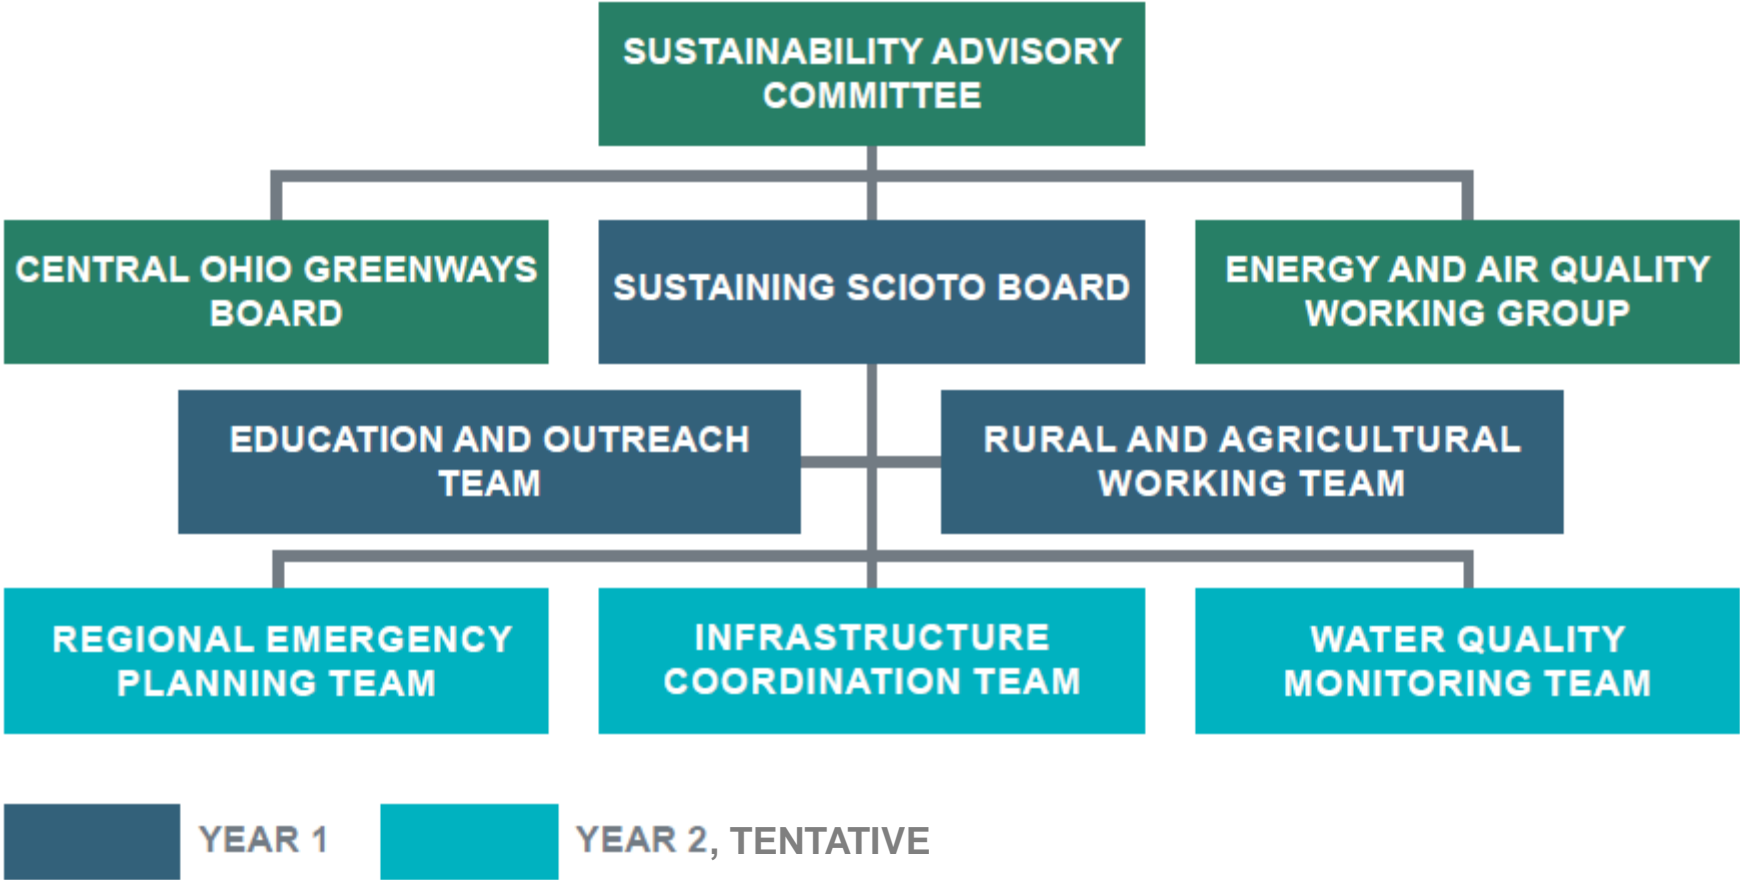 SUSTAINABILITY ADVISORY
COMMITTEE
CENTRAL OHIO GREENWAYS
BOARD
SUSTAINING SCIOTO BOARD
ENERGY AND AIR QUALITY
WORKING GROUP
EDUCATION AND OUTREACH
TEAM
RURAL AND AGRICULTURAL
WORKING TEAM
REGIONAL EMERGENCY
PLANNING TEAM
INFRASTRUCTURE
COORDINATION TEAM
WATER QUALITY
MONITORING TEAM
YEAR 1
YEAR 2, TENTATIVE